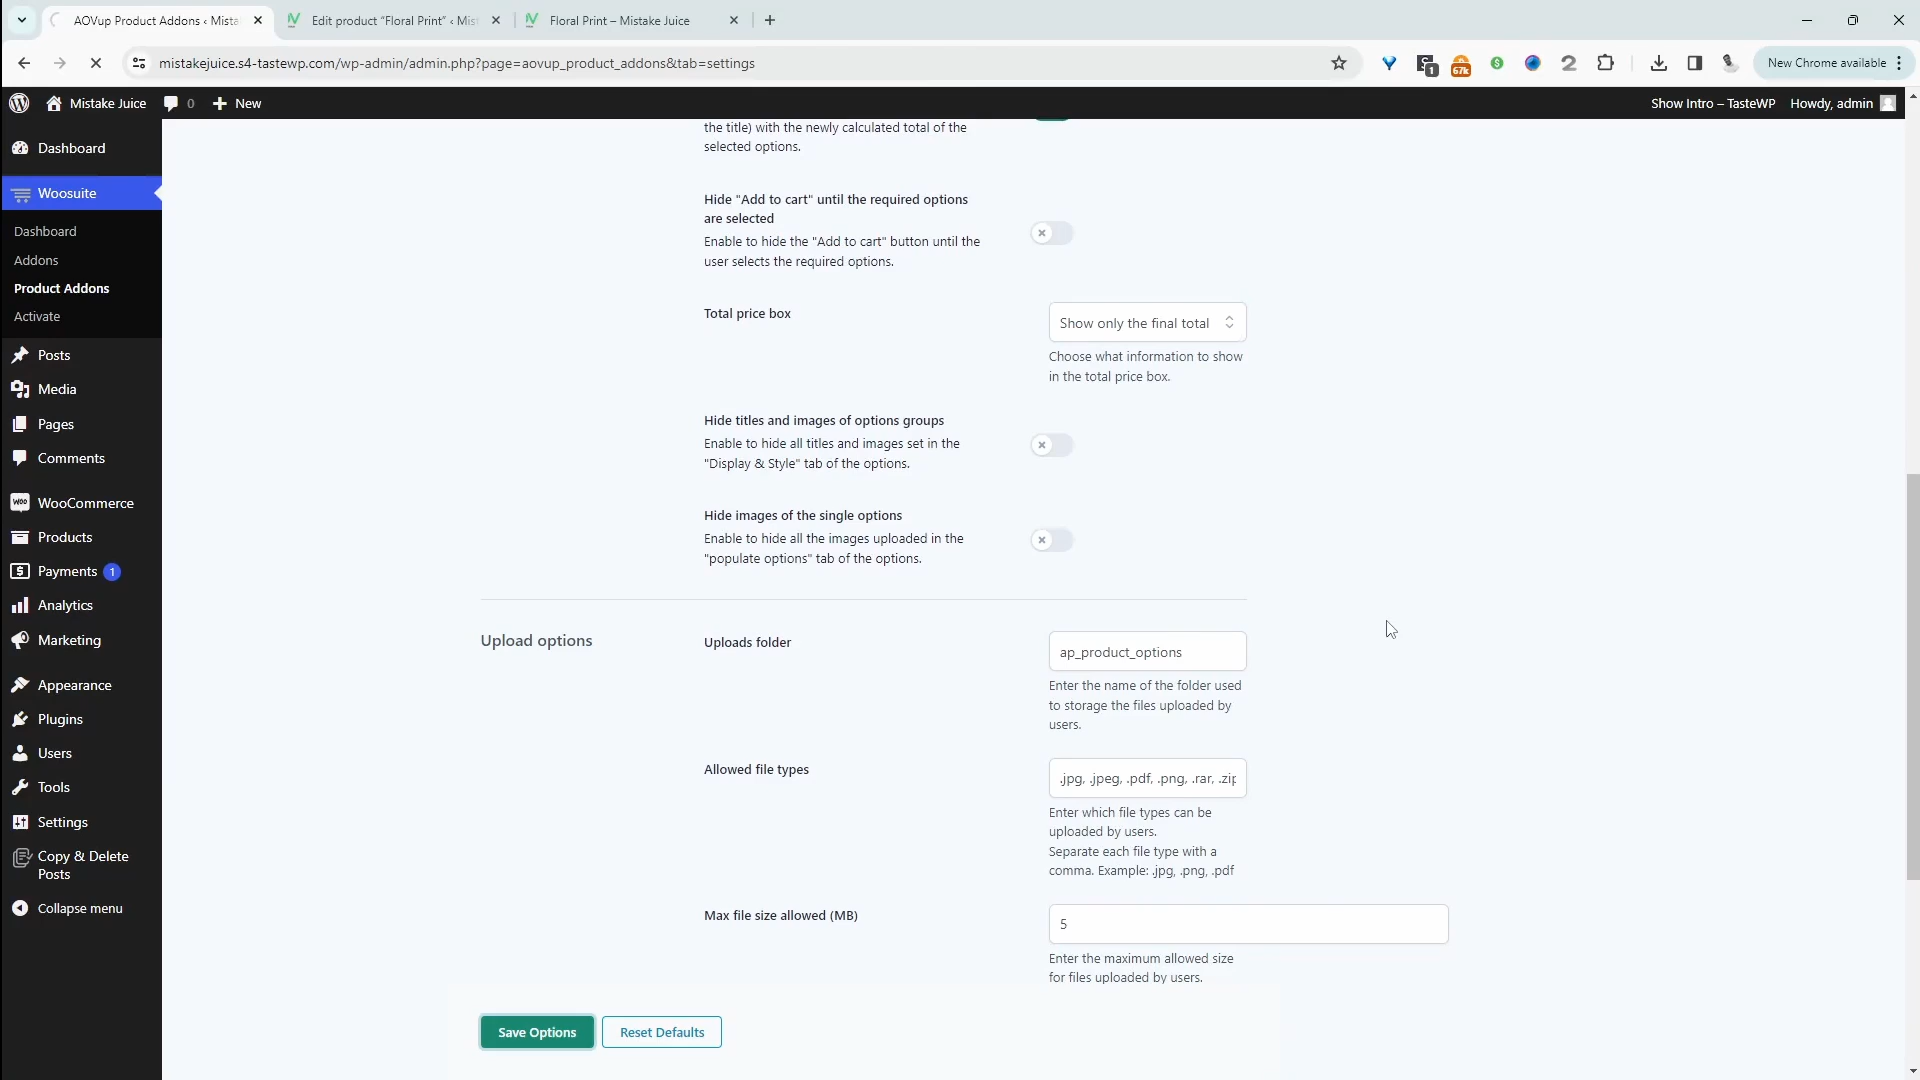 AOVup Product Addons ‹ Mista
Edit product “Floral Print” ‹ Mis
Floral Print – Mistake Juice
mistakejuice.s4-tastewp.com/wp-admin/admin.php?page=aovup_product_addons&tab=settings
1
67k
New Chrome available
Mistake Juice
0
New
Show Intro – TasteWP
Howdy, admin
Dashboard
Woosuite
Dashboard
Addons
Product Addons
Activate
Posts
Media
Pages
Comments
WooCommerce
Products
Payments 1
Analytics
Marketing
Appearance
Plugins
Users
Tools
Settings
Copy & Delete
Posts
Collapse menu
the title) with the newly calculated total of the
selected options.
Hide "Add to cart" until the required options
are selected
Enable to hide the "Add to cart" button until the
user selects the required options.
Total price box
Show only the final total
Choose what information to show
in the total price box.
Hide titles and images of options groups
Enable to hide all titles and images set in the
"Display & Style" tab of the options.
Hide images of the single options
Enable to hide all the images uploaded in the
"populate options" tab of the options.
Upload options
Uploads folder
ap_product_options
Enter the name of the folder used
to storage the files uploaded by
users.
Allowed file types
.jpg, .jpeg, .pdf, .png, .rar, .zip
Enter which file types can be
uploaded by users.
Separate each file type with a
comma. Example: .jpg, .png, .pdf
Max file size allowed (MB)
5
Enter the maximum allowed size
for files uploaded by users.
Save Options
Reset Defaults